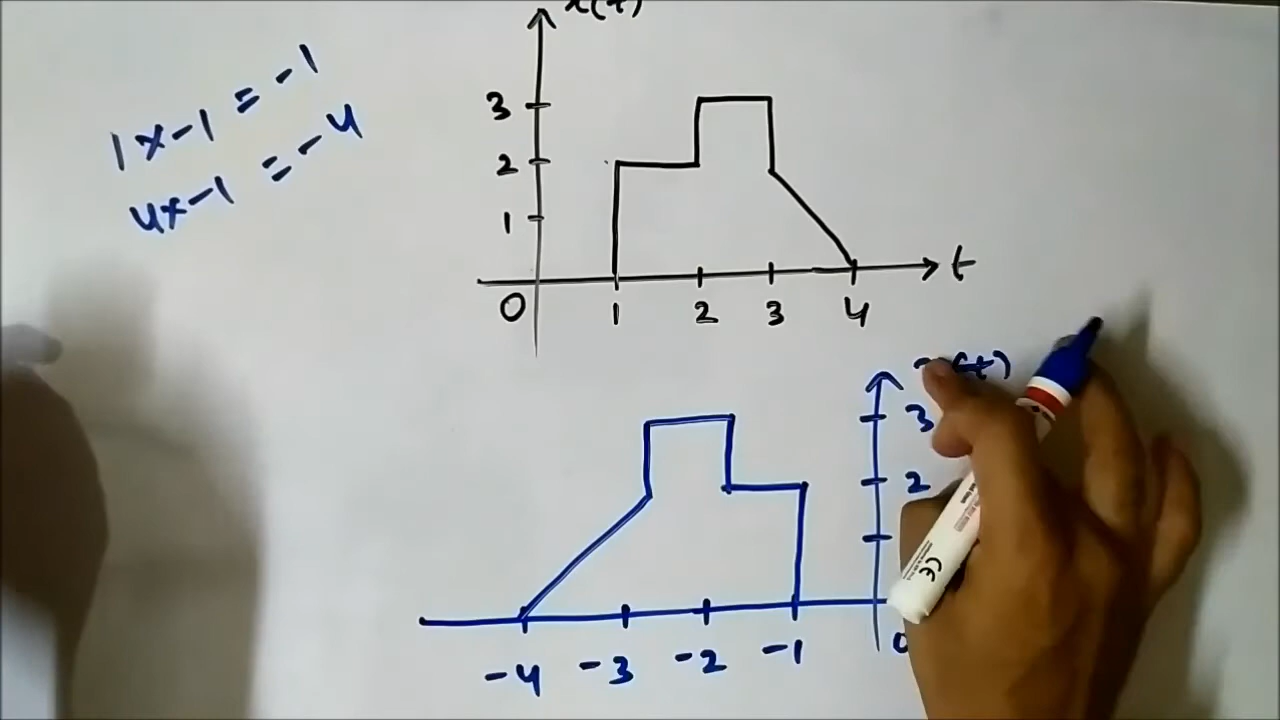 x(t)
1x-1 = -1
4x-1 = -4
3
2
1
0
1 2 3 4
t
(t)
3
2
-4 -3 -2 -1 0
CE